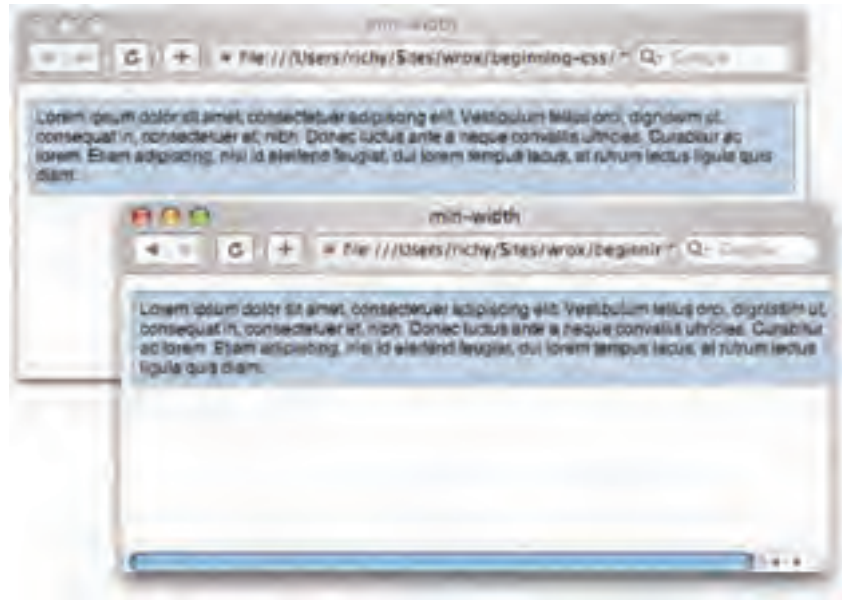 min-width
file:///Users/richy/Sites/wrox/beginning-css/
Google
Lorem ipsum dolor sit amet, consectetuer adipiscing elit. Vestibulum tellus orci, dignissim ut,
consequat in, consectetuer et, nibh. Donec luctus ante a neque convallis ultricies. Curabitur ac
lorem. Etiam adipiscing, nisl id eleifend feugiat, dui lorem tempus lacus, at rutrum lectus ligula quis
diam.
min-width
file:///Users/richy/Sites/wrox/beginnin
Google
Lorem ipsum dolor sit amet, consectetuer adipiscing elit. Vestibulum tellus orci, dignissim ut,
consequat in, consectetuer et, nibh. Donec luctus ante a neque convallis ultricies. Curabitur
ac lorem. Etiam adipiscing, nisl id eleifend feugiat, dui lorem tempus lacus, at rutrum lectus
ligula quis diam.